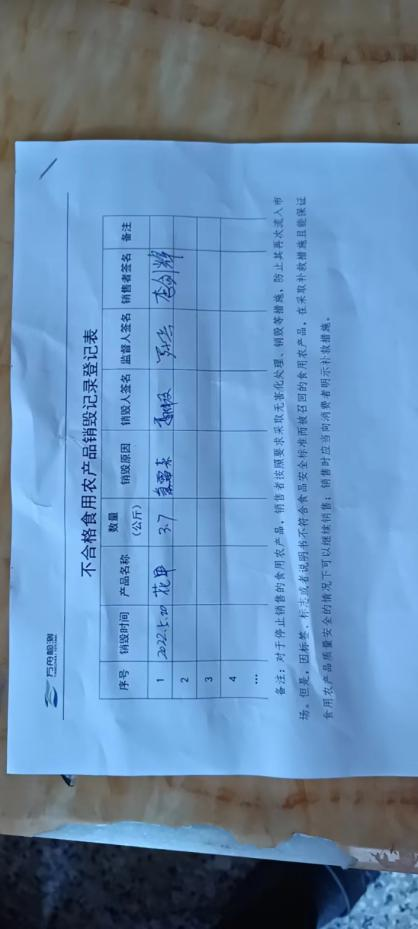 方舟检测
不合格食用农产品销毁记录登记表
序号 销毁时间 产品名称 数量（公斤） 销毁原因 销毁人签名 监督人签名 销售者签名 备注
1 2022.5.20 花甲 3.7 氯霉素
2
3
4
…
备注：对于停止销售的食用农产品，销售者按照要求采取无害化处理、销毁等措施，防止其再次流入市
场。但是，因标签、标志或者说明书不符合食品安全标准而被召回的食用农产品，在采取补救措施且能保证
食用农产品质量安全的情况下可以继续销售；销售时应当向消费者明示补救措施。